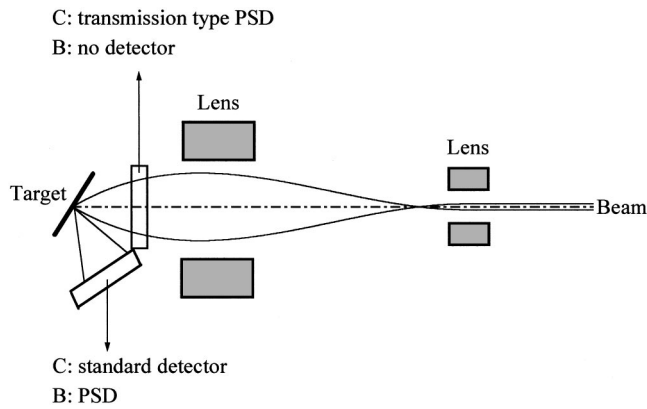 C: transmission type PSD
B: no detector
Lens
Lens
Target
Beam
C: standard detector
B: PSD